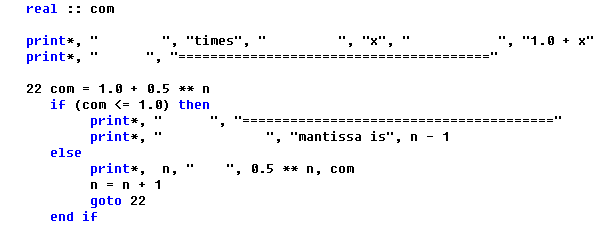 real :: com
print*, "         ", "times", "         ", "x", "           ", "1.0 + x"
print*, "      ", "======================================="
22 com = 1.0 + 0.5 ** n
if (com <= 1.0) then
print*, "      ", "======================================="
print*, "             ", "mantissa is", n - 1
else
print*,  n, "    ", 0.5 ** n, com
n = n + 1
goto 22
end if